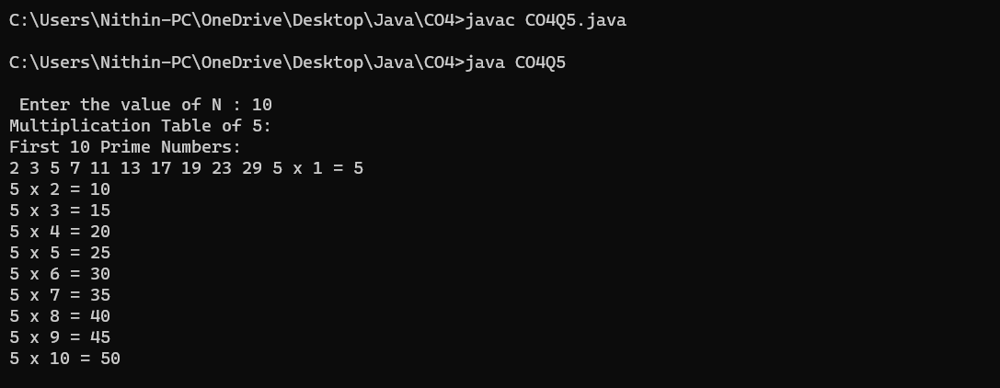 C:\Users\Nithin-PC\OneDrive\Desktop\Java\CO4>javac CO4Q5.java
C:\Users\Nithin-PC\OneDrive\Desktop\Java\CO4>java CO4Q5
Enter the value of N : 10
Multiplication Table of 5:
First 10 Prime Numbers:
2 3 5 7 11 13 17 19 23 29 5 x 1 = 5
5 x 2 = 10
5 x 3 = 15
5 x 4 = 20
5 x 5 = 25
5 x 6 = 30
5 x 7 = 35
5 x 8 = 40
5 x 9 = 45
5 x 10 = 50